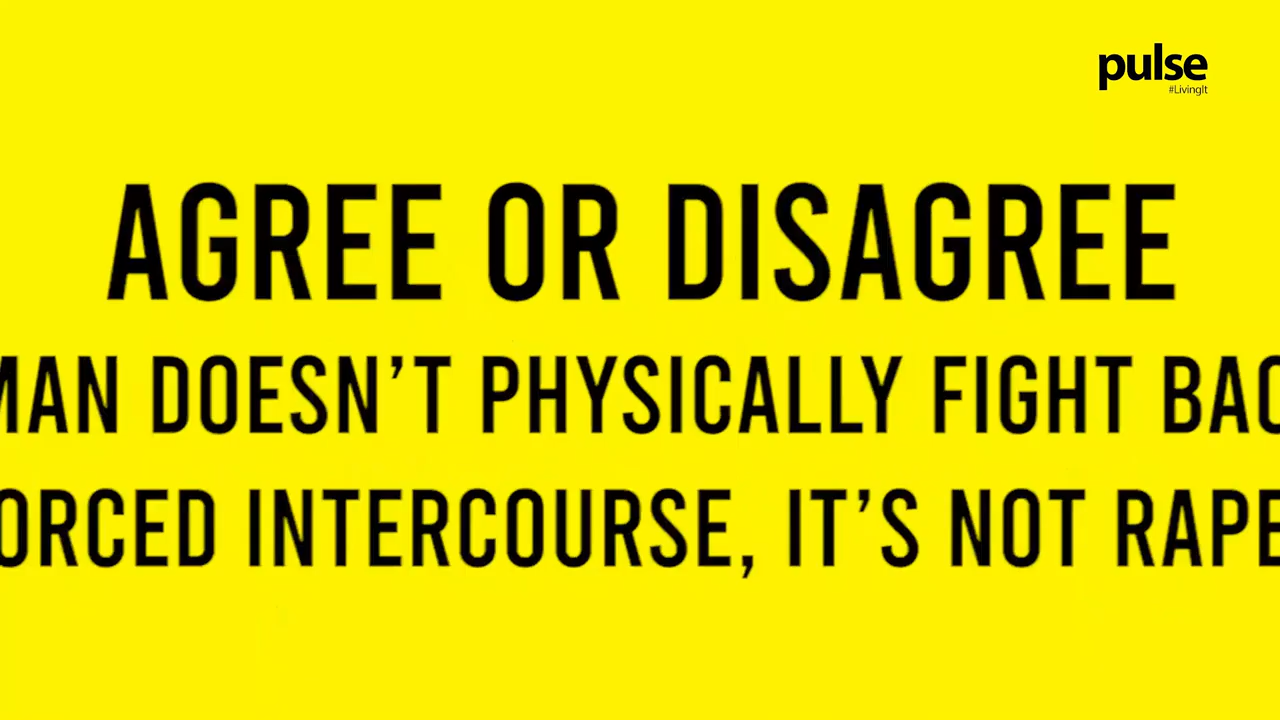 pulse
#LivingIt
AGREE OR DISAGREE
MAN DOESN'T PHYSICALLY FIGHT BAC
ORCED INTERCOURSE, IT'S NOT RAPE